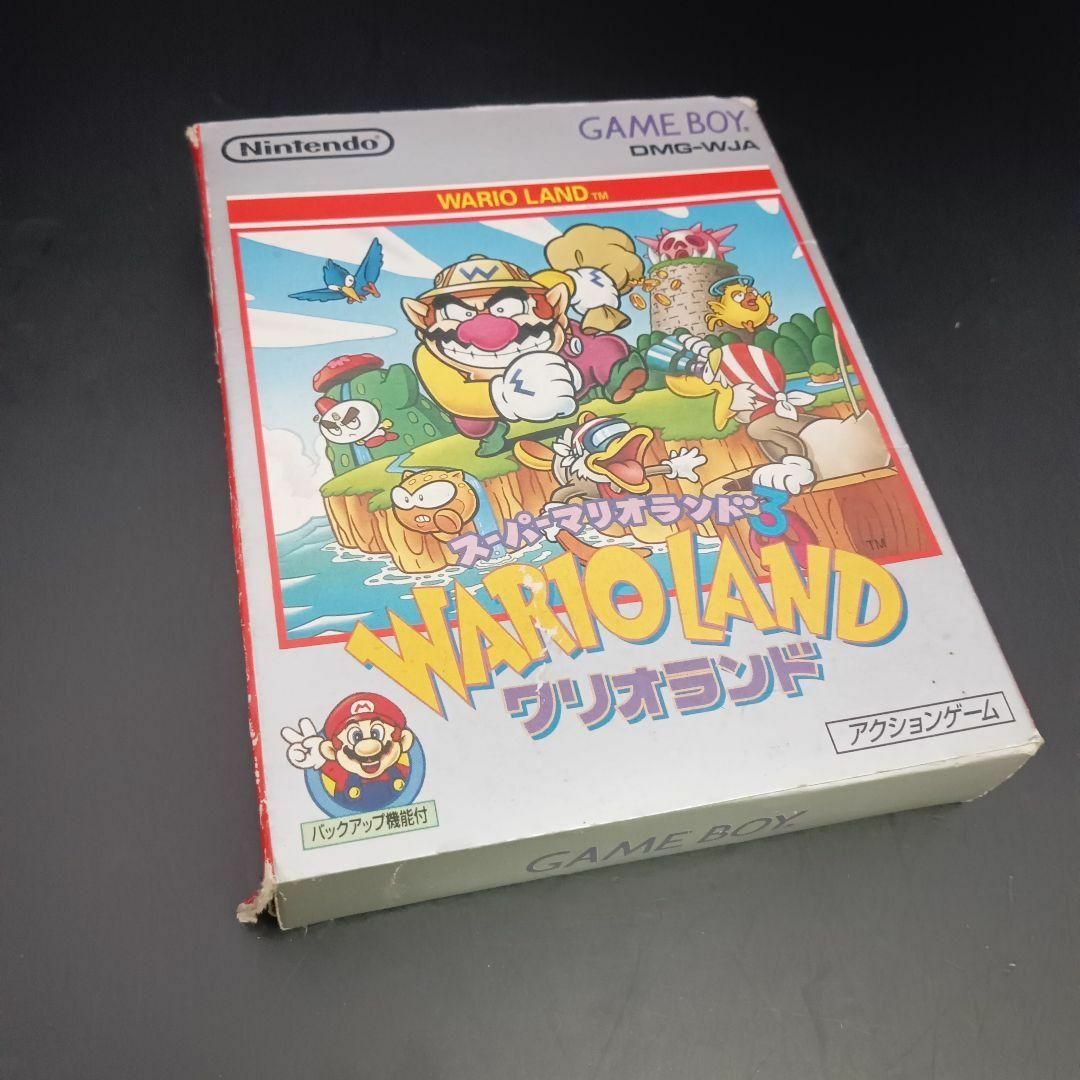 Nintendo
GAME BOY
DMG-WJA
WARIO LAND™
W
スーパーマリオランド3
WARIO LAND
TM
ワリオランド
アクションゲーム
バックアップ機能付
GAME BOY